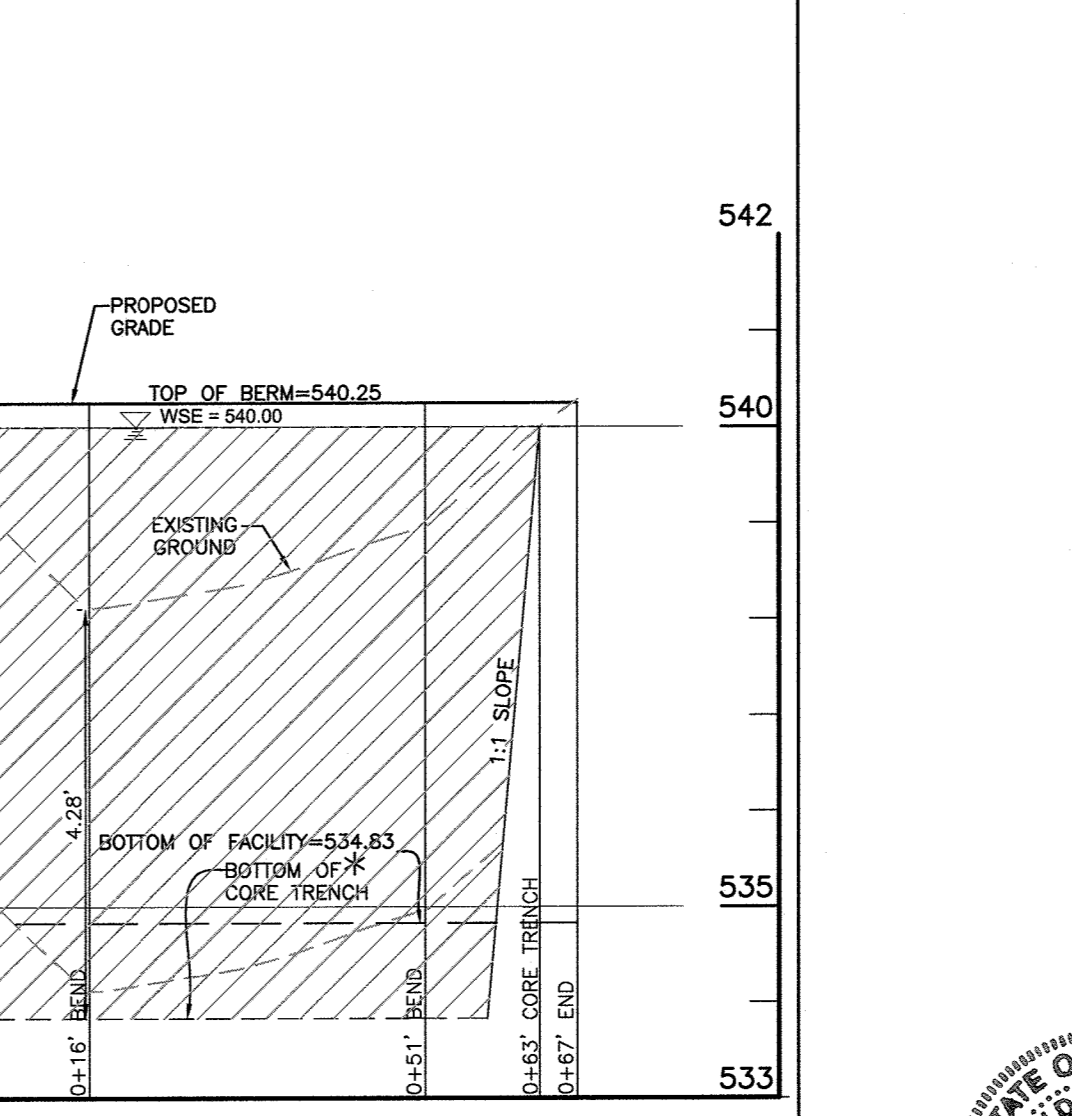 542
PROPOSED
GRADE
TOP OF BERM=540.25
WSE = 540.00
540
EXISTING
GROUND
1:1 SLOPE
4.28'
BOTTOM OF FACILITY=534.83
BOTTOM OF*
CORE TRENCH
535
0+16' BEND
0+51' BEND
0+63' CORE TRENCH
0+67' END
533